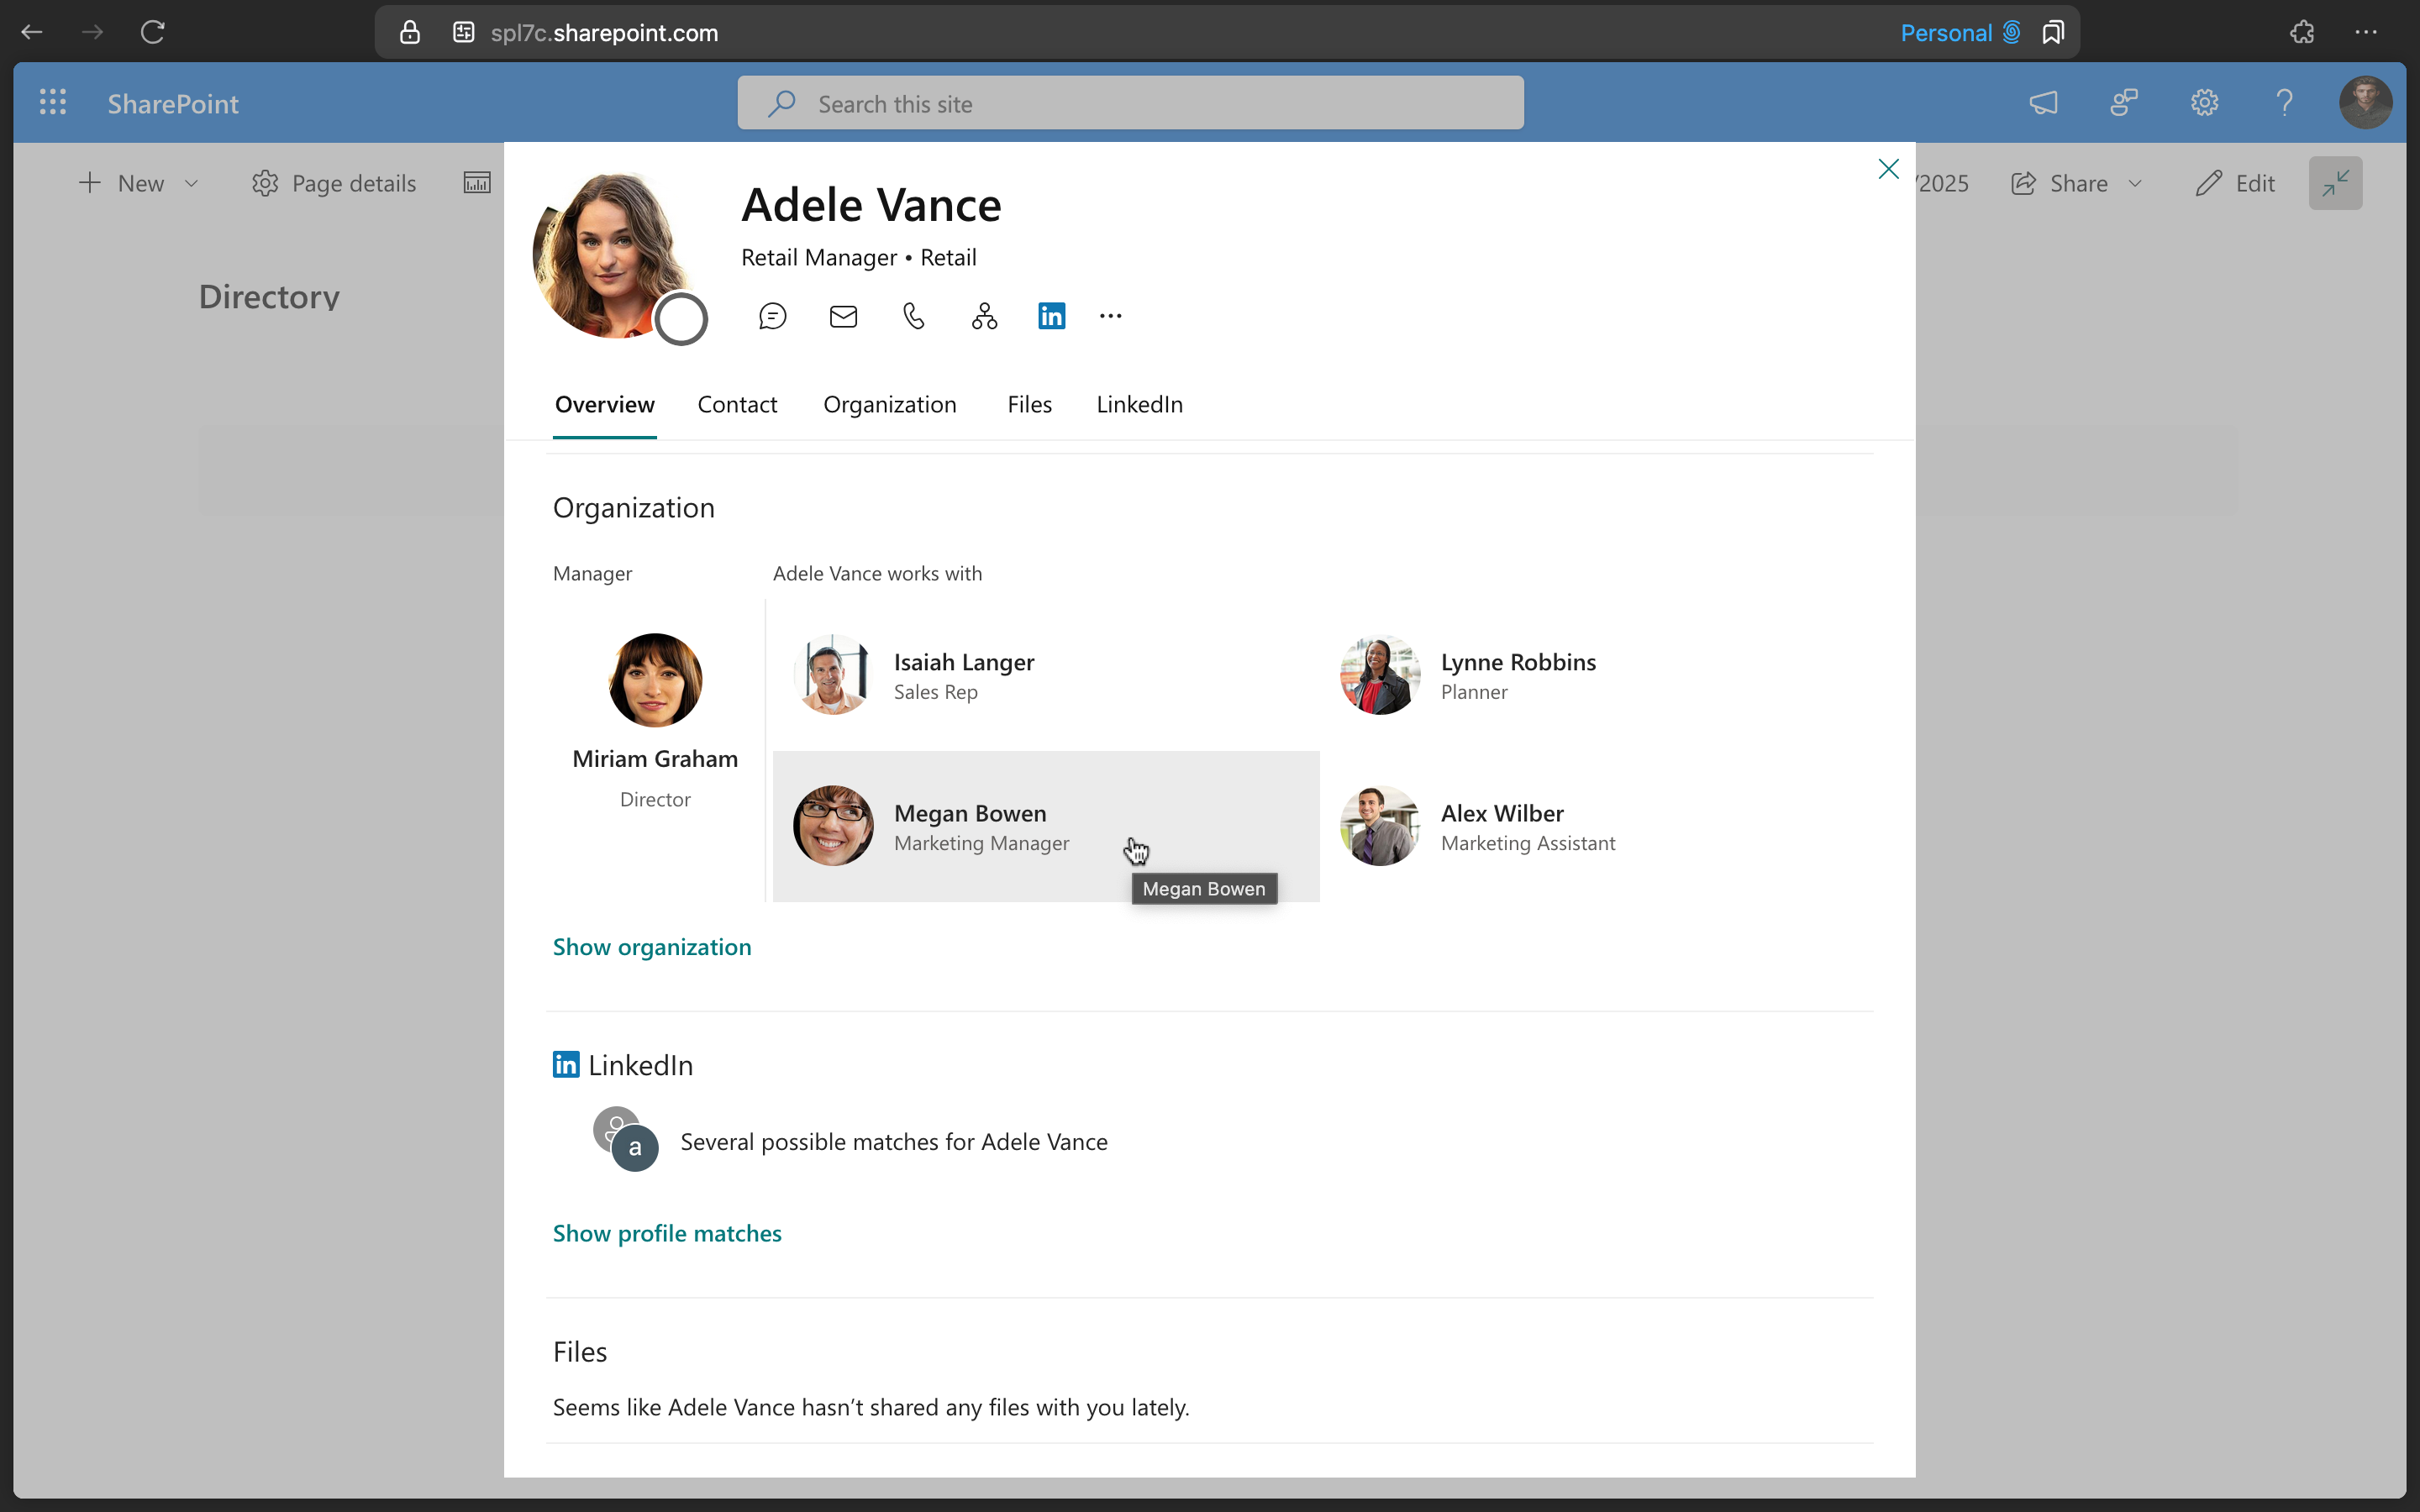 spl7c.sharepoint.com
Personal
SharePoint
Search this site
New
Page details
/2025
Share
Edit
Directory
Adele Vance
Retail Manager • Retail
in
Overview
Contact
Organization
Files
LinkedIn
Organization
Manager
Adele Vance works with
Miriam Graham
Director
Isaiah Langer
Sales Rep
Lynne Robbins
Planner
Megan Bowen
Marketing Manager
Alex Wilber
Marketing Assistant
Megan Bowen
Show organization
in LinkedIn
a
Several possible matches for Adele Vance
Show profile matches
Files
Seems like Adele Vance hasn't shared any files with you lately.